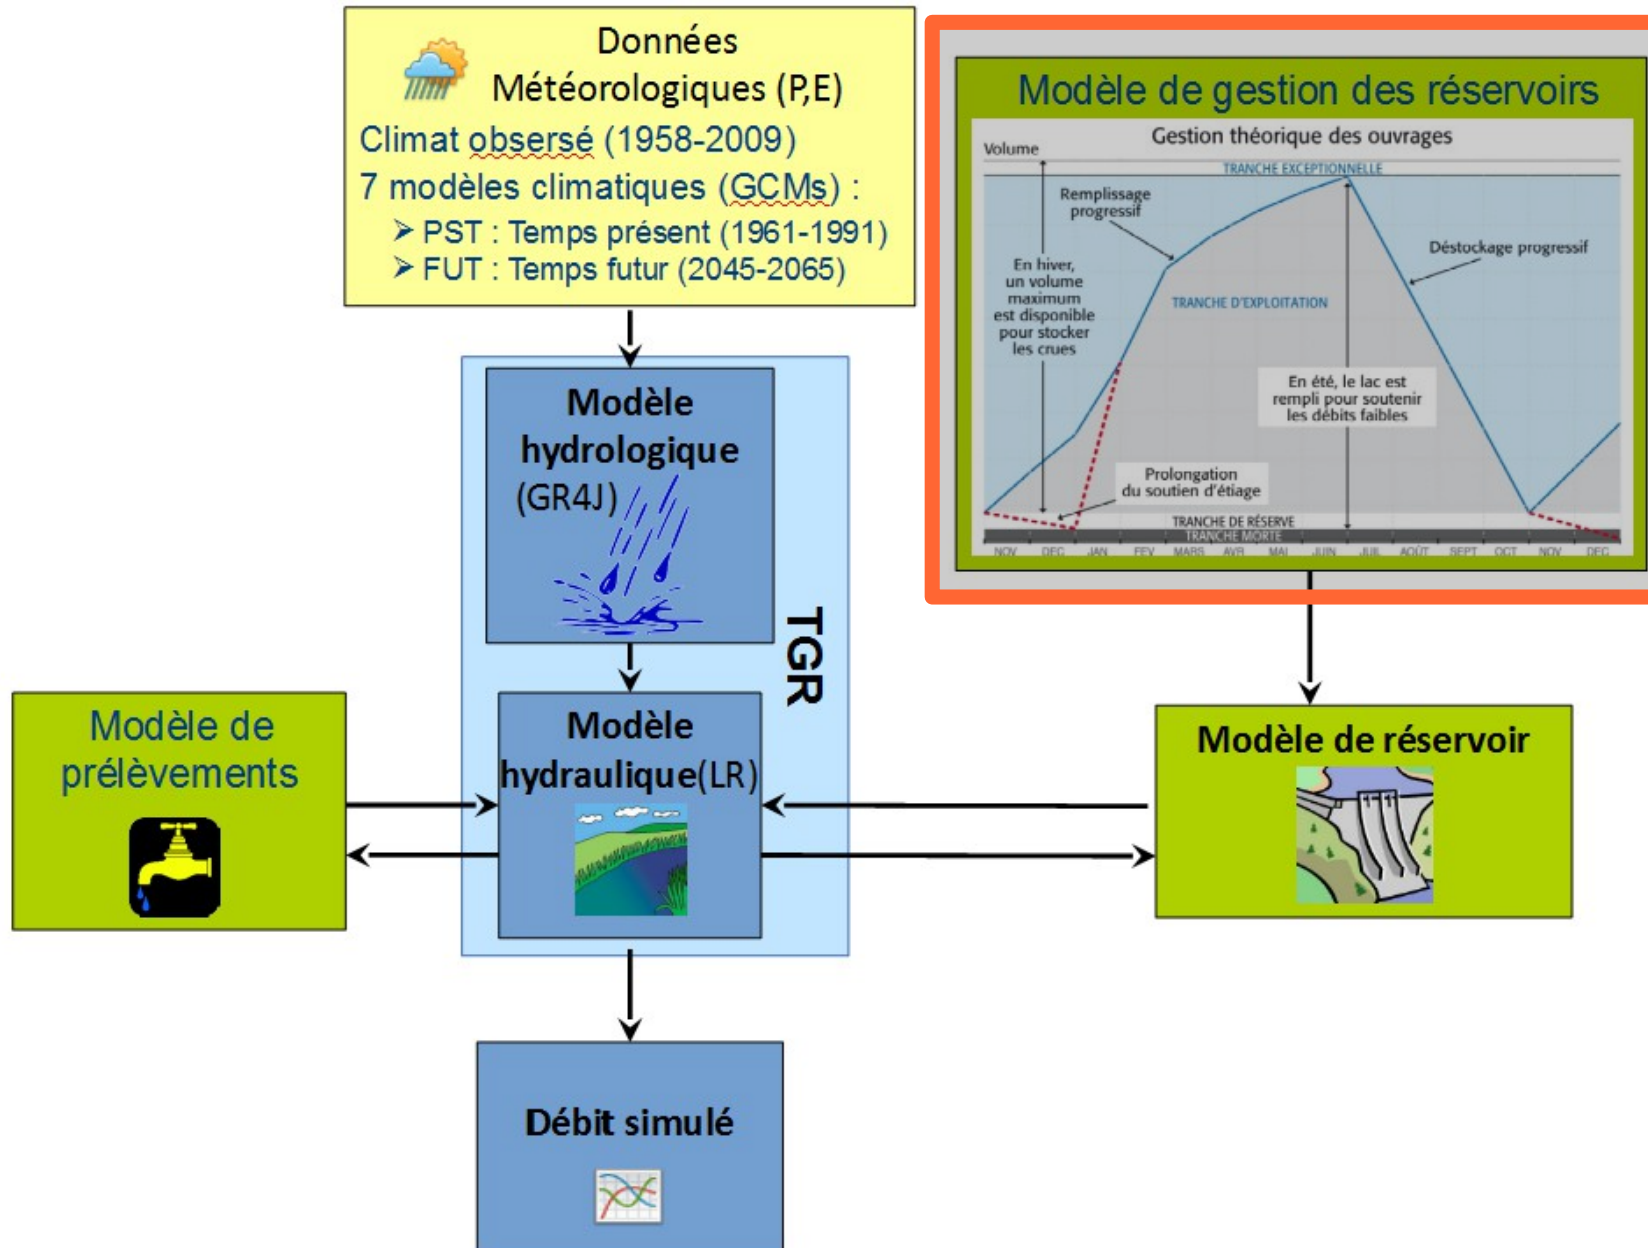 Données
Météorologiques (P,E)
Climat obsersé (1958-2009)
7 modèles climatiques (GCMs) :
➢ PST : Temps présent (1961-1991)
➢ FUT : Temps futur (2045-2065)
Modèle de gestion des réservoirs
Gestion théorique des ouvrages
Volume
TRANCHE EXCEPTIONNELLE
Remplissage
progressif
Déstockage progressif
En hiver,
un volume
maximum
est disponible
pour stocker
les crues
TRANCHE D'EXPLOITATION
En été, le lac est
rempli pour soutenir
les débits faibles
Prolongation
du soutien d'étiage
TRANCHE DE RÉSERVE
TRANCHE MORTE
NOV DEC JAN FEV MARS AVR MAI JUIN JUIL AOÛT SEPT OCT NOV DEC
Modèle
hydrologique
(GR4J)
TGR
Modèle de
prélèvements
Modèle
hydraulique(LR)
Modèle de réservoir
Débit simulé